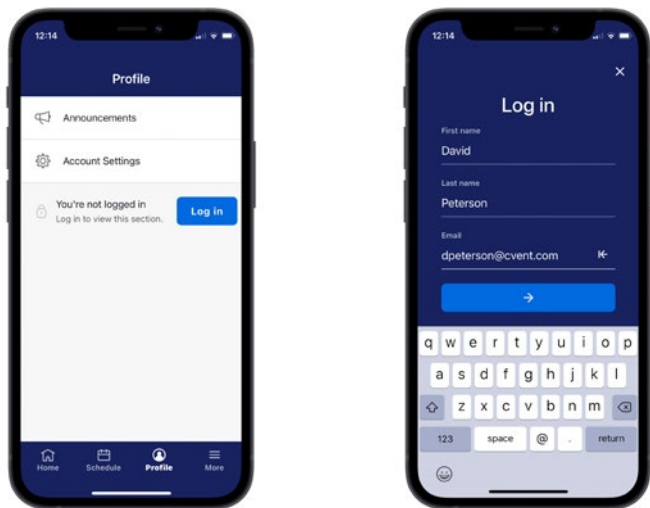 12:14
Profile
Announcements
Account Settings
You're not logged in
Log in to view this section.
Log in
Home Schedule Profile More
12:14
Log in
First name
David
Last name
Peterson
Email
dpeterson@cvent.com
q w e r t y u i o p
a s d f g h j k l
z x c v b n m
123 space @ . return